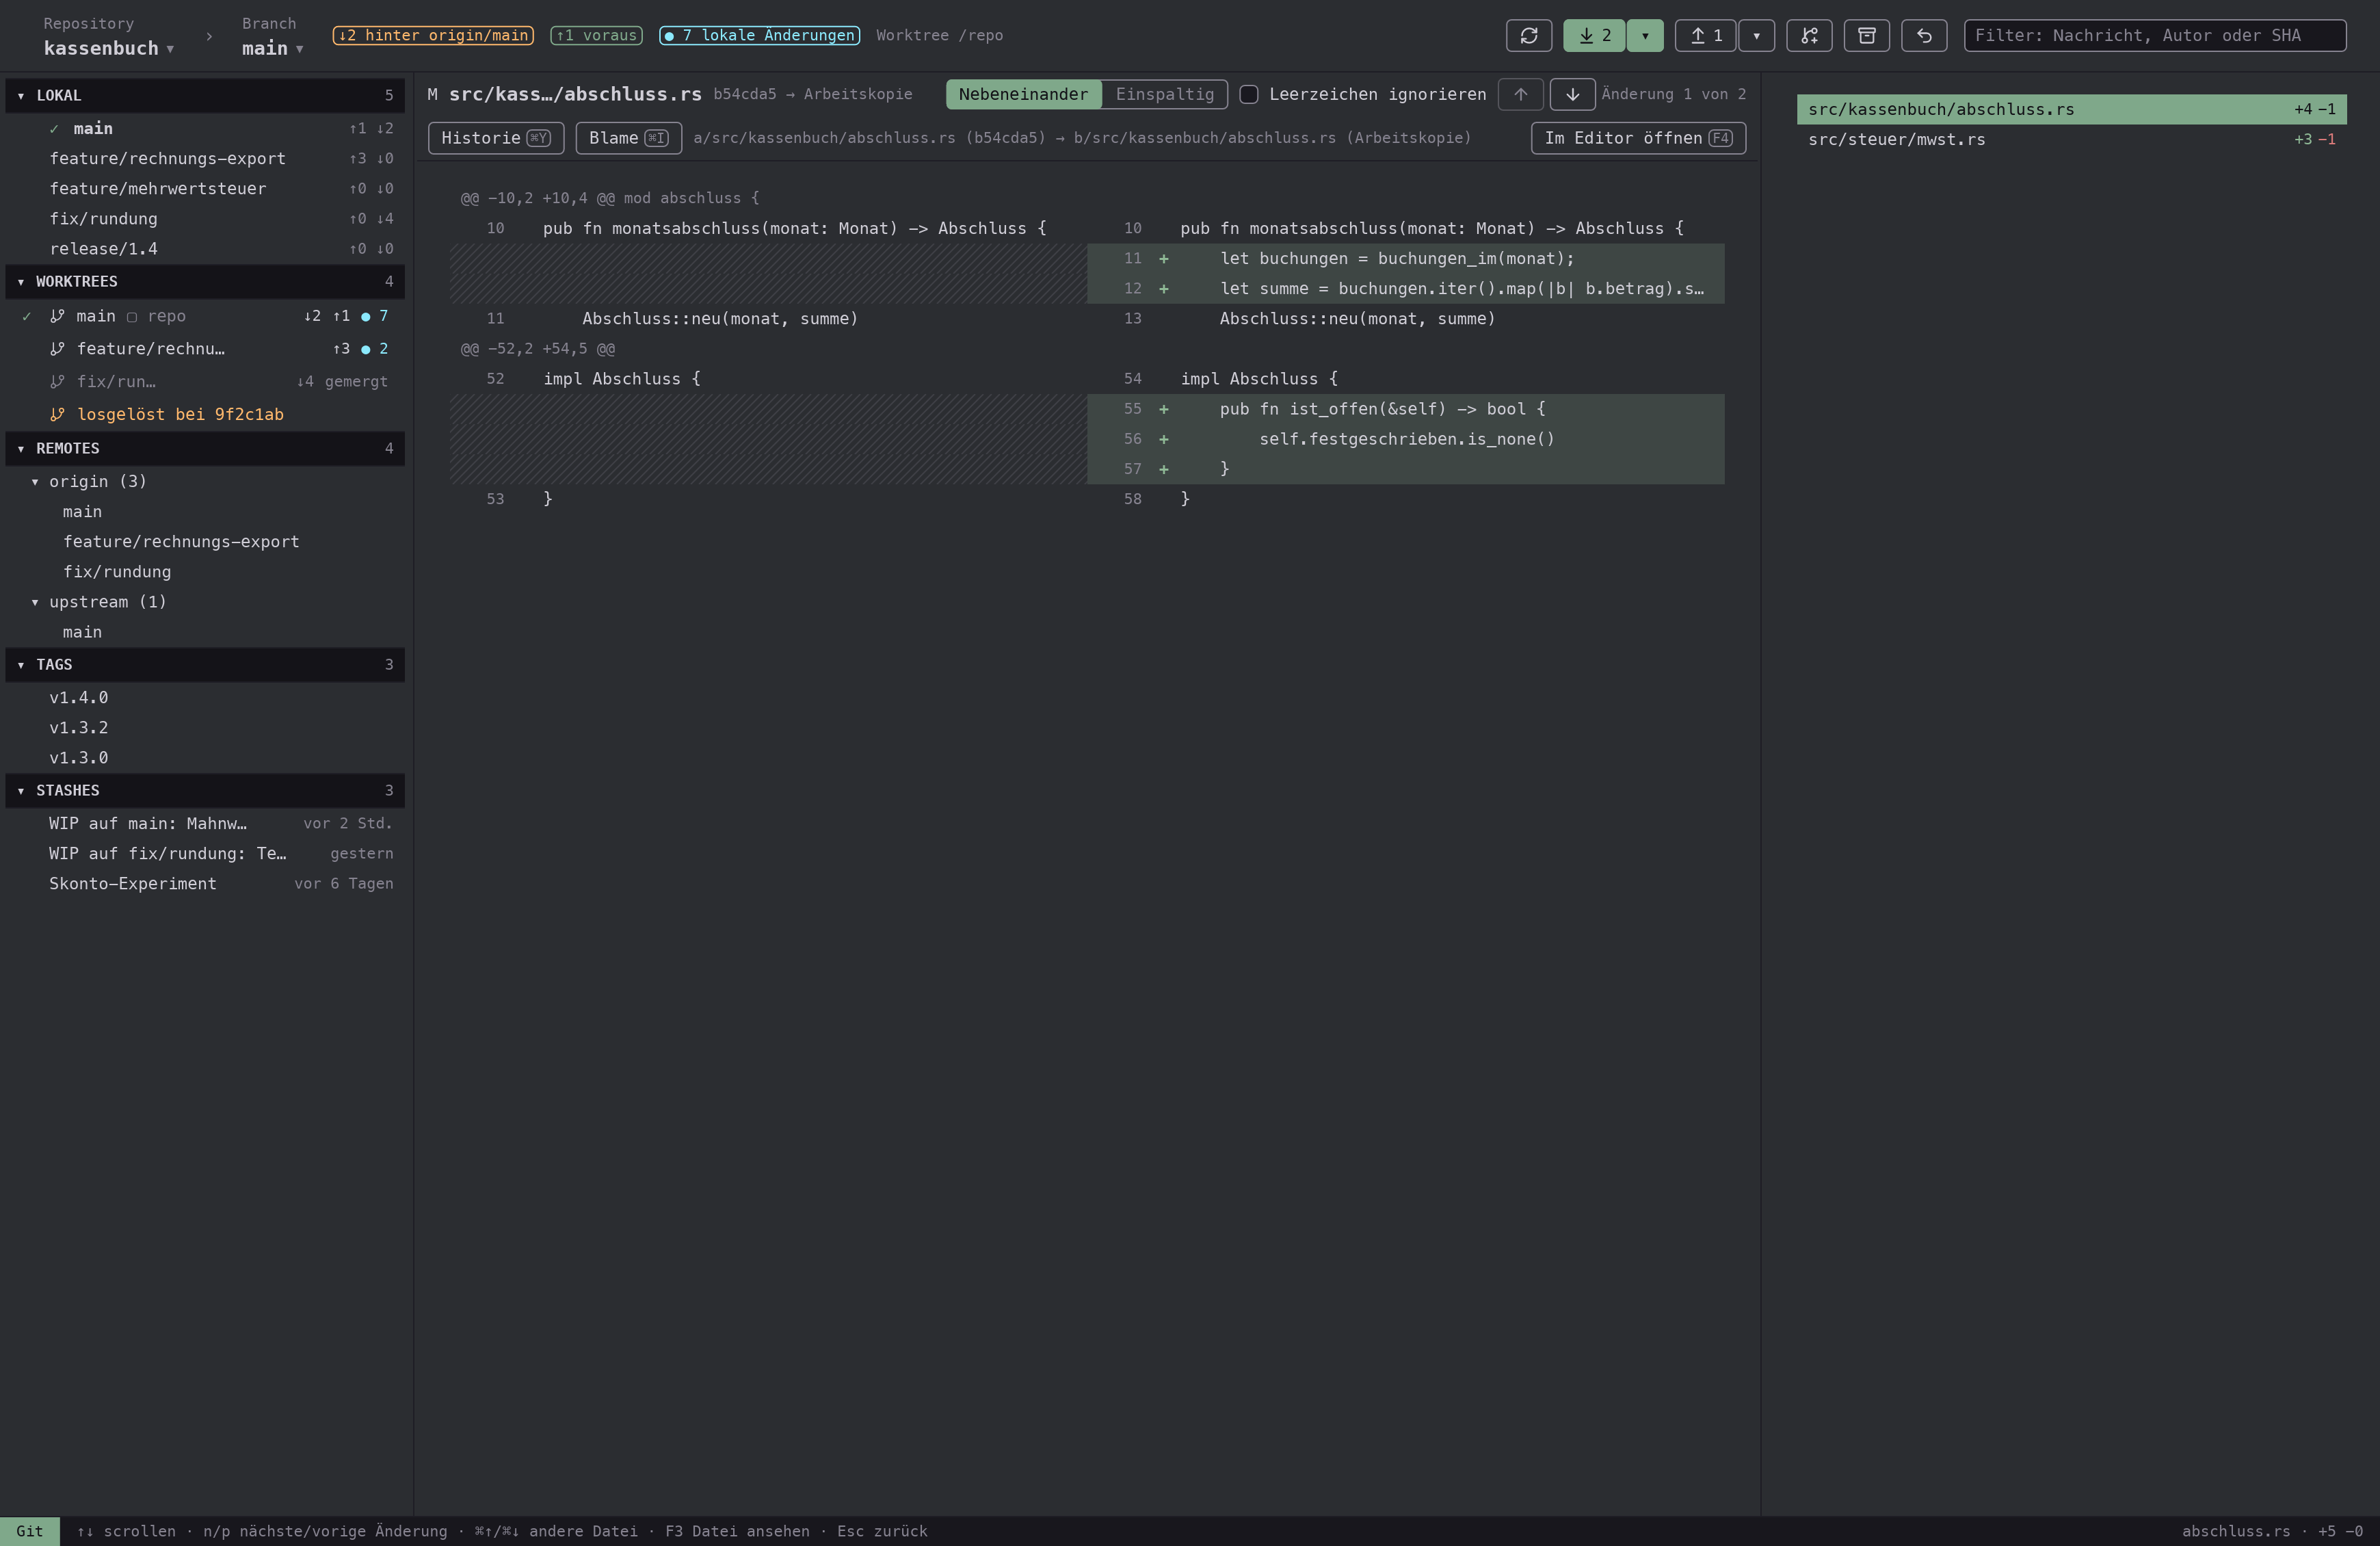 Repository
kassenbuch ▾
›
Branch
main ▾
↓2 hinter origin/main
↑1 voraus
● 7 lokale Änderungen
Worktree /repo
2 ▾
1 ▾
Filter: Nachricht, Autor oder SHA
▾ LOKAL 5
✓ main ↑1 ↓2
feature/rechnungs-export ↑3 ↓0
feature/mehrwertsteuer ↑0 ↓0
fix/rundung ↑0 ↓4
release/1.4 ↑0 ↓0
▾ WORKTREES 4
✓ main ▢ repo ↓2 ↑1 ● 7
feature/rechnu… ↑3 ● 2
fix/run… ↓4 gemergt
losgelöst bei 9f2c1ab
▾ REMOTES 4
▾ origin (3)
main
feature/rechnungs-export
fix/rundung
▾ upstream (1)
main
▾ TAGS 3
v1.4.0
v1.3.2
v1.3.0
▾ STASHES 3
WIP auf main: Mahnw… vor 2 Std.
WIP auf fix/rundung: Te… gestern
Skonto-Experiment vor 6 Tagen
M src/kass…/abschluss.rs b54cda5 → Arbeitskopie
Nebeneinander Einspaltig
Leerzeichen ignorieren
↑ ↓ Änderung 1 von 2
Historie ⌘Y
Blame ⌘I
a/src/kassenbuch/abschluss.rs (b54cda5) → b/src/kassenbuch/abschluss.rs (Arbeitskopie)
Im Editor öffnen F4
@@ −10,2 +10,4 @@ mod abschluss {
10 pub fn monatsabschluss(monat: Monat) -> Abschluss { 10 pub fn monatsabschluss(monat: Monat) -> Abschluss {
11 + let buchungen = buchungen_im(monat);
12 + let summe = buchungen.iter().map(|b| b.betrag).s…
11 Abschluss::neu(monat, summe) 13 Abschluss::neu(monat, summe)
@@ −52,2 +54,5 @@
52 impl Abschluss { 54 impl Abschluss {
55 + pub fn ist_offen(&self) -> bool {
56 + self.festgeschrieben.is_none()
57 + }
53 } 58 }
src/kassenbuch/abschluss.rs +4 −1
src/steuer/mwst.rs +3 −1
Git ↑↓ scrollen · n/p nächste/vorige Änderung · ⌘↑/⌘↓ andere Datei · F3 Datei ansehen · Esc zurück
abschluss.rs · +5 −0